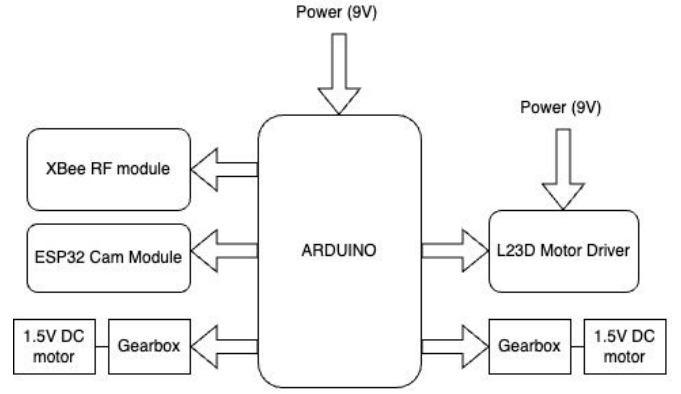 Power (9V)
Power (9V)
XBee RF module
ESP32 Cam Module
ARDUINO
L23D Motor Driver
1.5V DC
motor
Gearbox
Gearbox
1.5V DC
motor